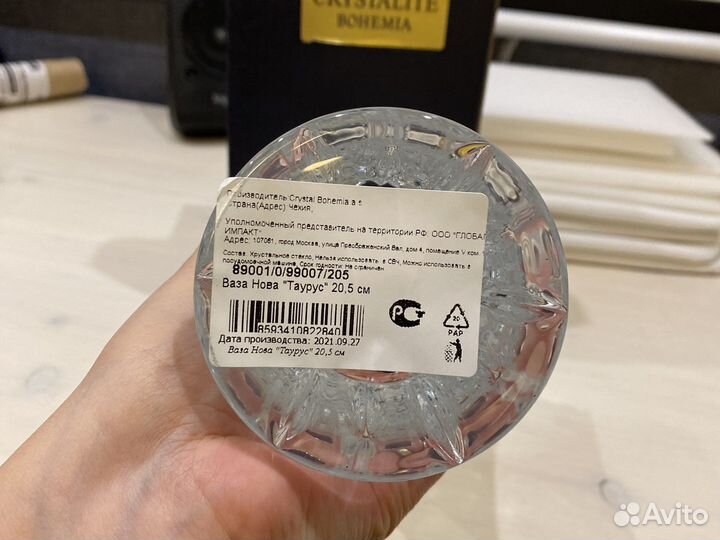 CRYSTALITE
BOHEMIA
Производитель Crystal Bohemia a s
Страна(Адрес) Чехия,
Уполномоченный представитель на территории РФ: ООО "ГЛОБАЛ
ИМПАКТ"
Адрес: 107061, город Москва, улица Преображенский Вал, дом 4, помещение V ком
Состав: Хрустальное стекло, Нельзя использовать в СВЧ, Можно использовать в
посудомоечной машине, Срок годности: Не ограничен
89001/0/99007/205
Ваза Нова "Таурус" 20,5 см
8593410822840
Дата производства: 2021.09.27
Ваза Нова "Таурус" 20,5 см
РСТ
20
PAP
Avito